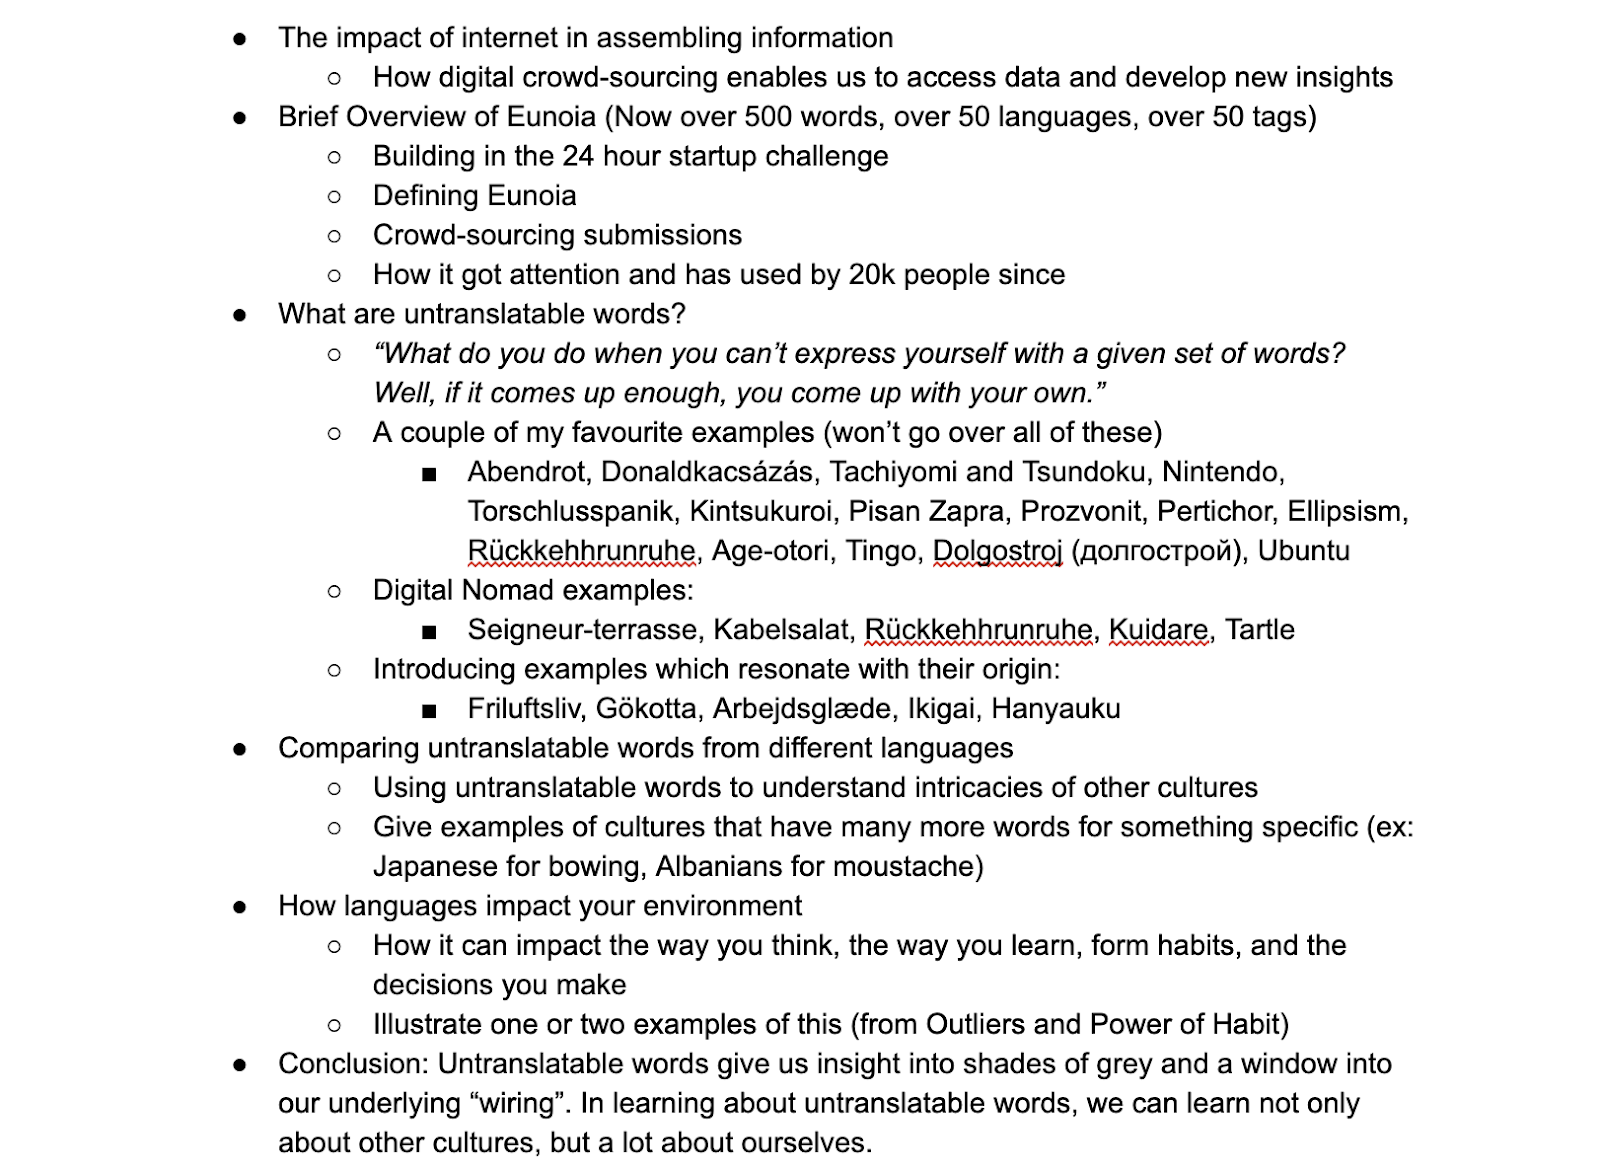 ● The impact of internet in assembling information
○ How digital crowd-sourcing enables us to access data and develop new insights
● Brief Overview of Eunoia (Now over 500 words, over 50 languages, over 50 tags)
○ Building in the 24 hour startup challenge
○ Defining Eunoia
○ Crowd-sourcing submissions
○ How it got attention and has used by 20k people since
● What are untranslatable words?
○ “What do you do when you can’t express yourself with a given set of words?
Well, if it comes up enough, you come up with your own.”
○ A couple of my favourite examples (won’t go over all of these)
■ Abendrot, Donaldkacsázás, Tachiyomi and Tsundoku, Nintendo,
Torschlusspanik, Kintsukuroi, Pisan Zapra, Prozvonit, Pertichor, Ellipsism,
Rückkehhrunruhe, Age-otori, Tingo, Dolgostroj (долгострой), Ubuntu
○ Digital Nomad examples:
■ Seigneur-terrasse, Kabelsalat, Rückkehhrunruhe, Kuidare, Tartle
○ Introducing examples which resonate with their origin:
■ Friluftsliv, Gökotta, Arbejdsglæde, Ikigai, Hanyauku
● Comparing untranslatable words from different languages
○ Using untranslatable words to understand intricacies of other cultures
○ Give examples of cultures that have many more words for something specific (ex:
Japanese for bowing, Albanians for moustache)
● How languages impact your environment
○ How it can impact the way you think, the way you learn, form habits, and the
decisions you make
○ Illustrate one or two examples of this (from Outliers and Power of Habit)
● Conclusion: Untranslatable words give us insight into shades of grey and a window into
our underlying “wiring”. In learning about untranslatable words, we can learn not only
about other cultures, but a lot about ourselves.